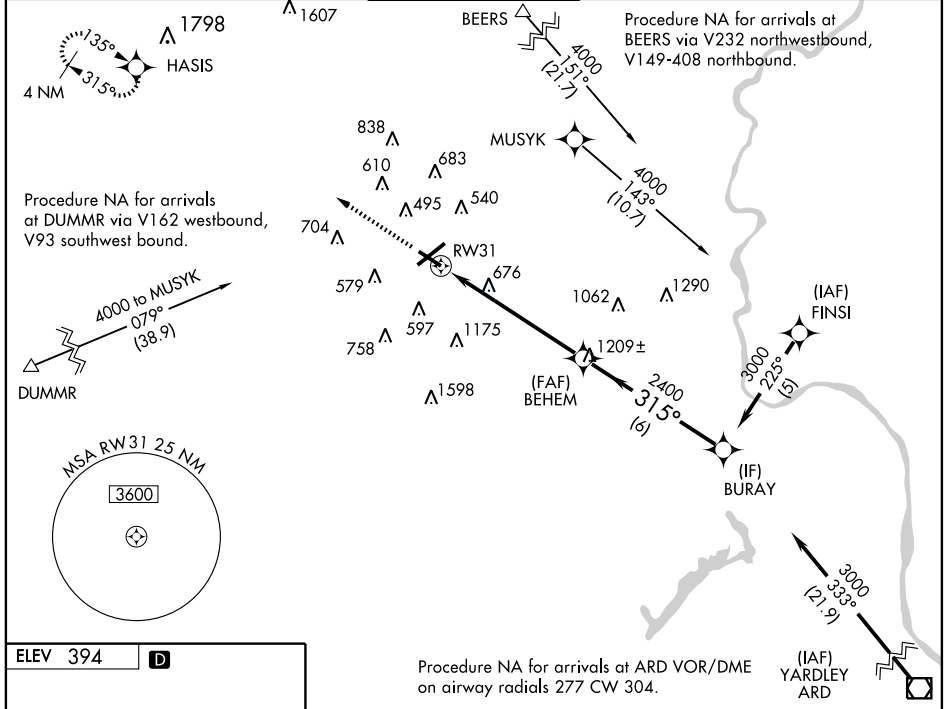 1798
1607
135°
315°
HASIS
4 NM
BEERS
4000
151°
(21.7)
Procedure NA for arrivals at
BEERS via V232 northwestbound,
V149-408 northbound.
MUSYK
4000
143°
(10.7)
838
610
683
495
540
704
Procedure NA for arrivals
at DUMMR via V162 westbound,
V93 southwest bound.
RW31
579
676
597
1175
758
1598
1062
1290
1209±
4000 to MUSYK
079°
(38.9)
DUMMR
(IAF)
FINSI
3000
225°
(5)
(FAF)
BEHEM
2400
315°
(6)
(IF)
BURAY
MSA RW31 25 NM
3600
3000
333°
(21.9)
(IAF)
YARDLEY
ARD
ELEV 394 D
Procedure NA for arrivals at ARD VOR/DME
on airway radials 277 CW 304.